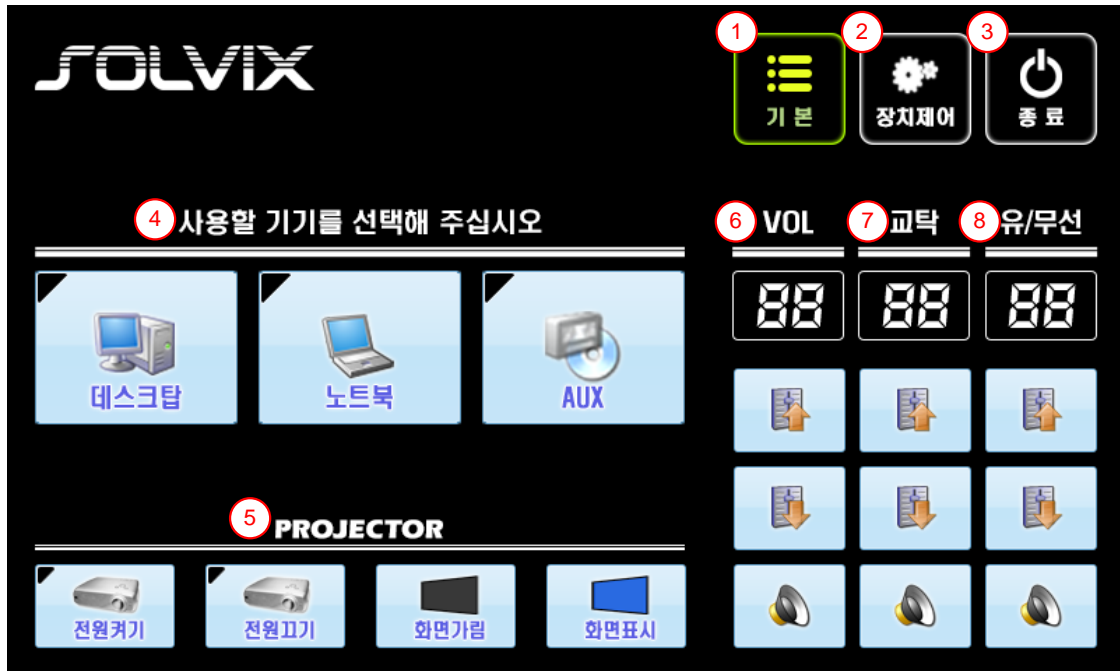 SOLVIX
1 2 3
기 본 장치제어 종 료
4 사용할 기기를 선택해 주십시오
6 VOL 7 교탁 8 유/무선
88 88 88
데스크탑 노트북 AUX
5 PROJECTOR
전원켜기 전원끄기 화면가림 화면표시